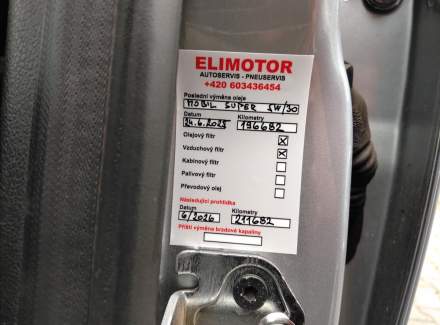 ELIMOTOR
AUTOSERVIS - PNEUSERVIS
+420 603436454
Poslední výměna oleje
MOBIL SUPER 5W/30
Datum Kilometry
24.6.2025 196682
Olejový filtr
Vzduchový filtr
Kabinový filtr
Palivový filtr
Převodový olej
Následující prohlídka
Datum Kilometry
6/2026 211682
Příští výměna brzdové kapaliny